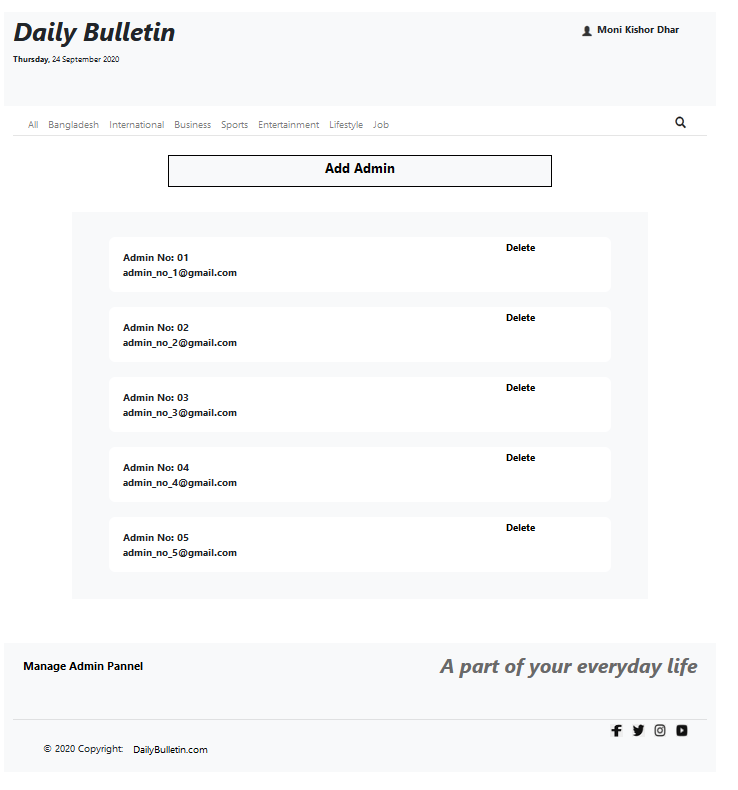 Daily Bulletin
Moni Kishor Dhar
Thursday, 24 September 2020
All Bangladesh International Business Sports Entertainment Lifestyle Job
Add Admin
Admin No: 01
Delete
admin_no_1@gmail.com
Admin No: 02
Delete
admin_no_2@gmail.com
Admin No: 03
Delete
admin_no_3@gmail.com
Admin No: 04
Delete
admin_no_4@gmail.com
Admin No: 05
Delete
admin_no_5@gmail.com
Manage Admin Pannel
A part of your everyday life
© 2020 Copyright: DailyBulletin.com